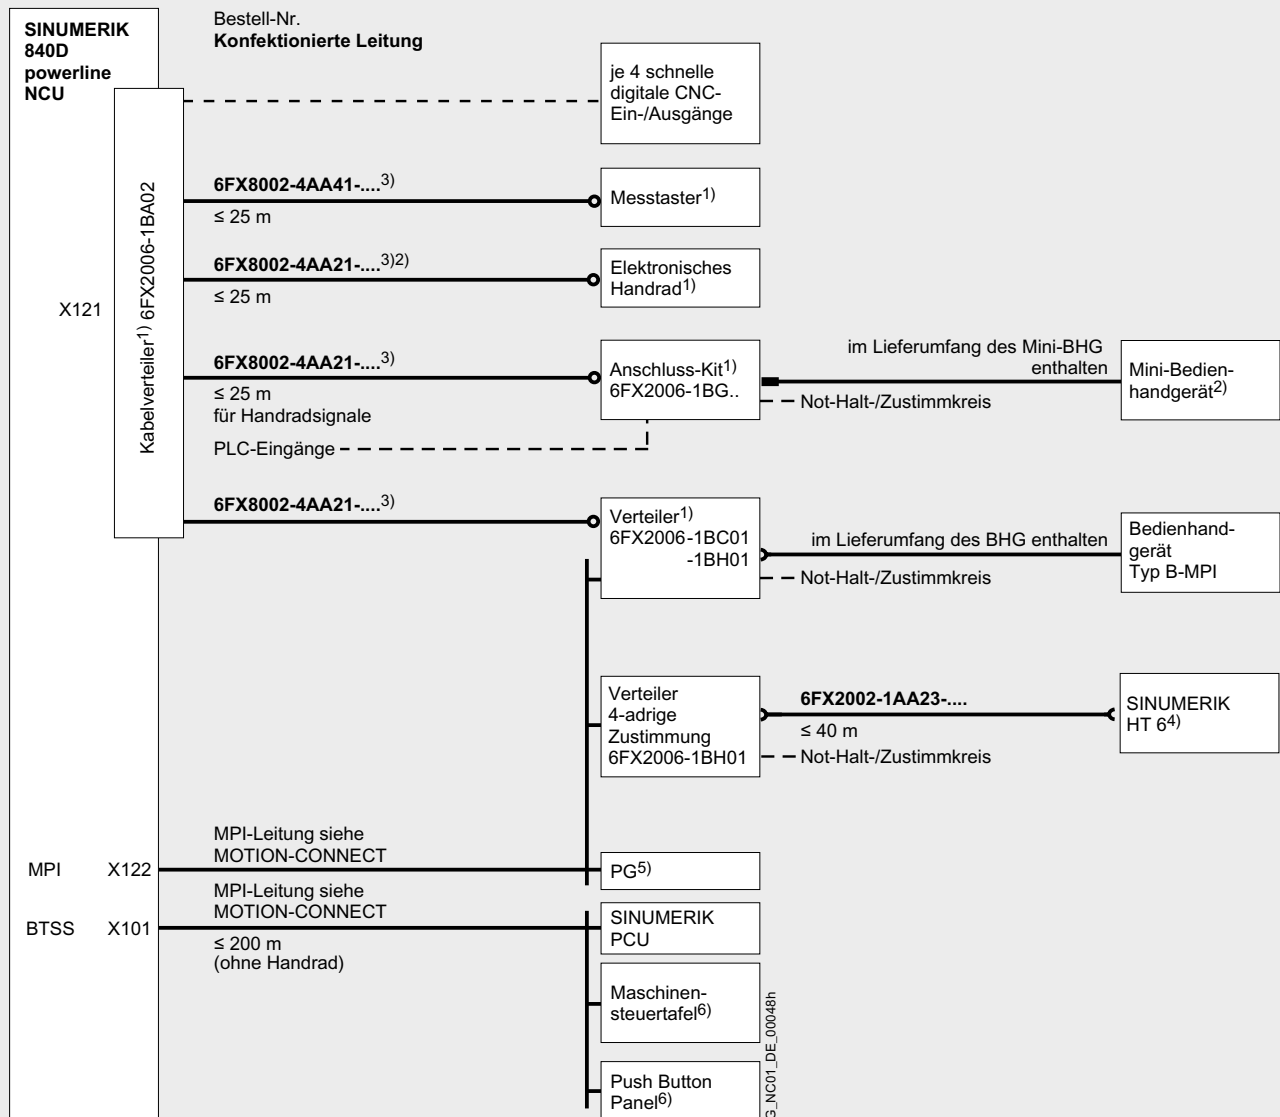 SINUMERIK
840D
powerline
NCU
Bestell-Nr.
Konfektionierte Leitung
je 4 schnelle
digitale CNC-
Ein-/Ausgänge
Kabelverteiler1) 6FX2006-1BA02
X121
6FX8002-4AA41-....3)
≤ 25 m
Messtaster1)
6FX8002-4AA21-....3)2)
≤ 25 m
Elektronisches
Handrad1)
6FX8002-4AA21-....3)
≤ 25 m
für Handradsignale
PLC-Eingänge
Anschluss-Kit1)
6FX2006-1BG..
im Lieferumfang des Mini-BHG
enthalten
Not-Halt-/Zustimmkreis
Mini-Bedien-
handgerät2)
6FX8002-4AA21-....3)
Verteiler1)
6FX2006-1BC01
-1BH01
im Lieferumfang des BHG enthalten
Not-Halt-/Zustimmkreis
Bedienhand-
gerät
Typ B-MPI
Verteiler
4-adrige
Zustimmung
6FX2006-1BH01
6FX2002-1AA23-....
≤ 40 m
Not-Halt-/Zustimmkreis
SINUMERIK
HT 64)
MPI X122
MPI-Leitung siehe
MOTION-CONNECT
PG5)
BTSS X101
MPI-Leitung siehe
MOTION-CONNECT
≤ 200 m
(ohne Handrad)
SINUMERIK
PCU
Maschinen-
steuertafel6)
Push Button
Panel6)
G_NC01_DE_00048h